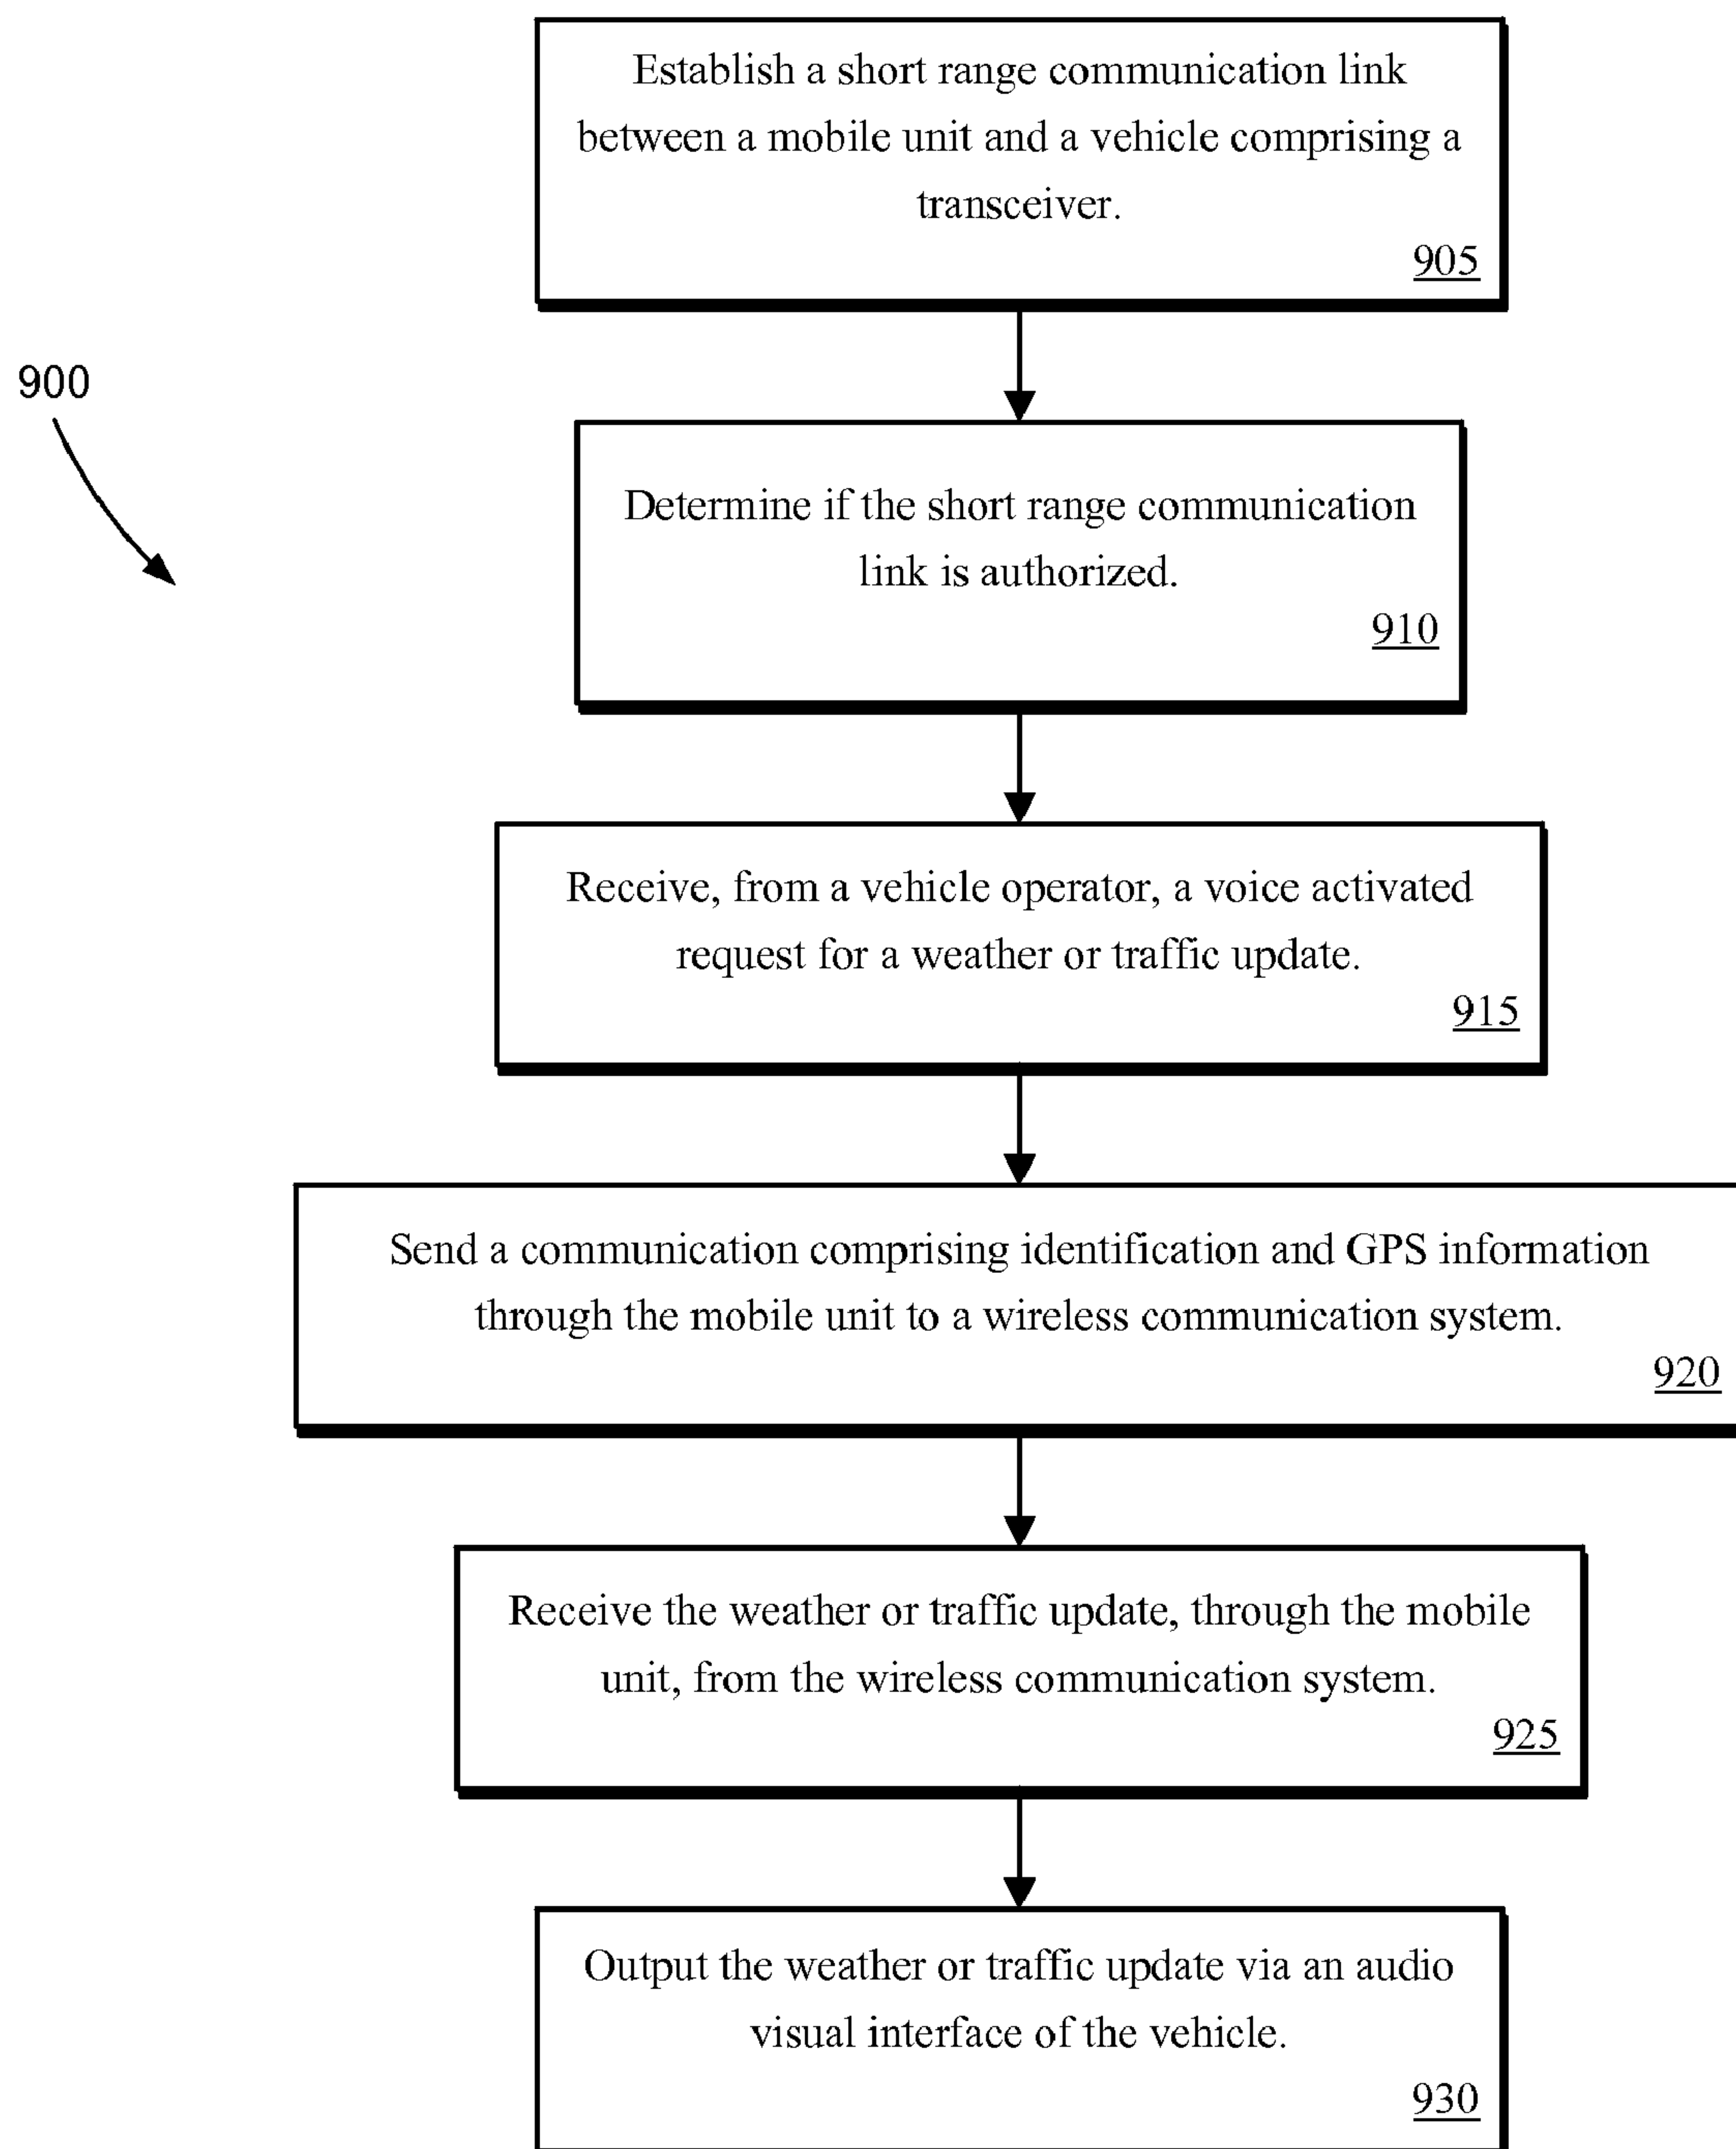 Establish a short range communication link
between a mobile unit and a vehicle comprising a
transceiver.
905
900
Determine if the short range communication
link is authorized.
910
Receive, from a vehicle operator, a voice activated
request for a weather or traffic update.
915
Send a communication comprising identification and GPS information
through the mobile unit to a wireless communication system.
920
Receive the weather or traffic update, through the mobile
unit, from the wireless communication system.
925
Output the weather or traffic update via an audio
visual interface of the vehicle.
930